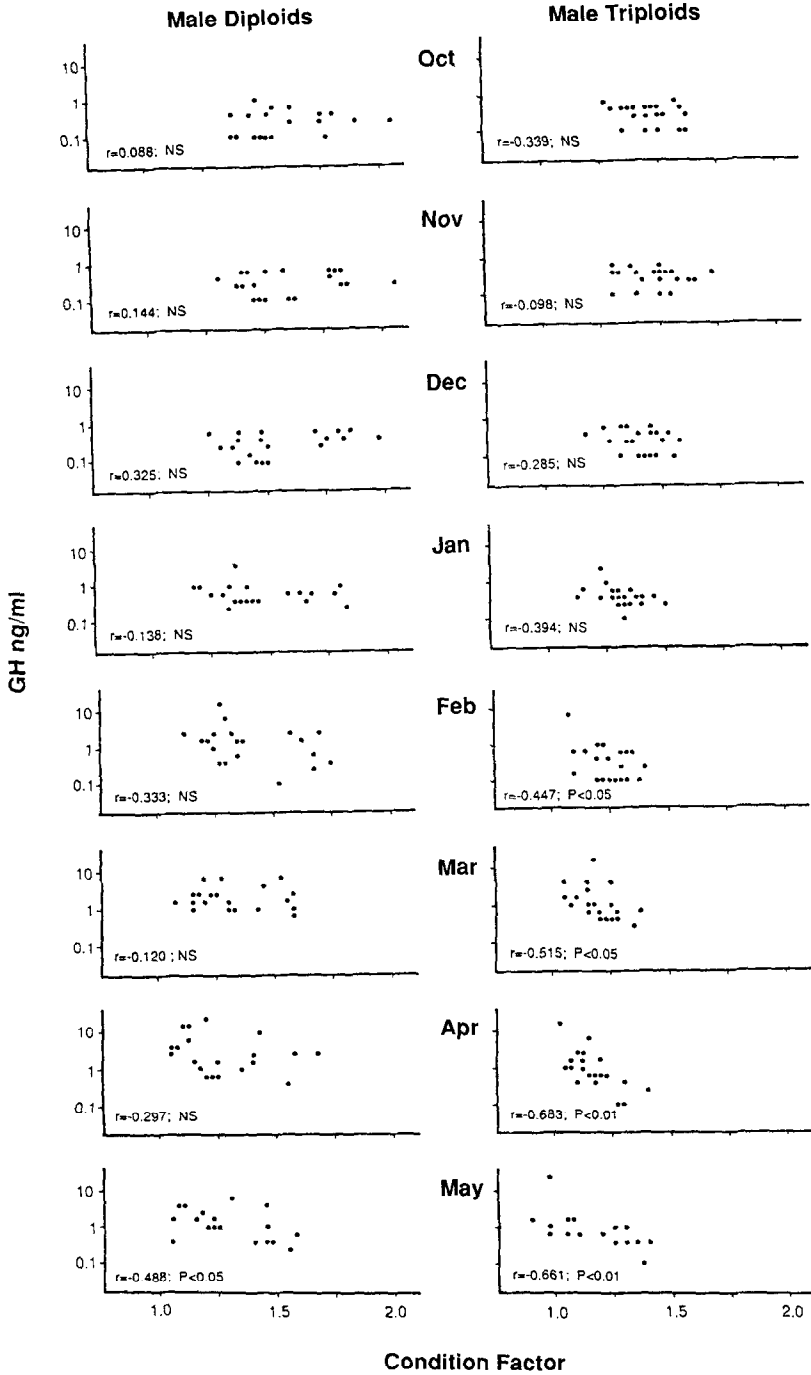 Male Diploids Male Triploids
Oct
10
1
0.1
r=0.088; NS
r=-0.339; NS
Nov
10
1
0.1
r=0.144; NS
r=-0.098; NS
Dec
10
1
0.1
r=0.325; NS
r=-0.285; NS
Jan
10
1
0.1
r=-0.138; NS
r=-0.394; NS
GH ng/ml
Feb
10
1
0.1
r=-0.333; NS
r=-0.447; P<0.05
Mar
10
1
0.1
r=-0.120; NS
r=-0.515; P<0.05
Apr
10
1
0.1
r=-0.297; NS
r=-0.683; P<0.01
May
10
1
0.1
r=-0.488; P<0.05
r=-0.661; P<0.01
1.0 1.5 2.0 1.0 1.5 2.0
Condition Factor